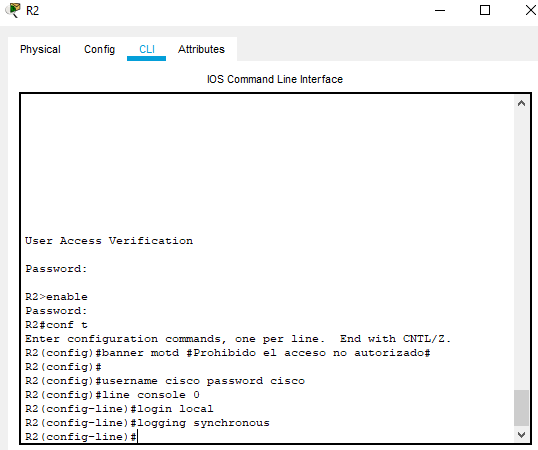 R2
Physical Config CLI Attributes
IOS Command Line Interface
User Access Verification
Password:
R2>enable
Password:
R2#conf t
Enter configuration commands, one per line.  End with CNTL/Z.
R2(config)#banner motd #Prohibido el acceso no autorizado#
R2(config)#
R2(config)#username cisco password cisco
R2(config)#line console 0
R2(config-line)#login local
R2(config-line)#logging synchronous
R2(config-line)#